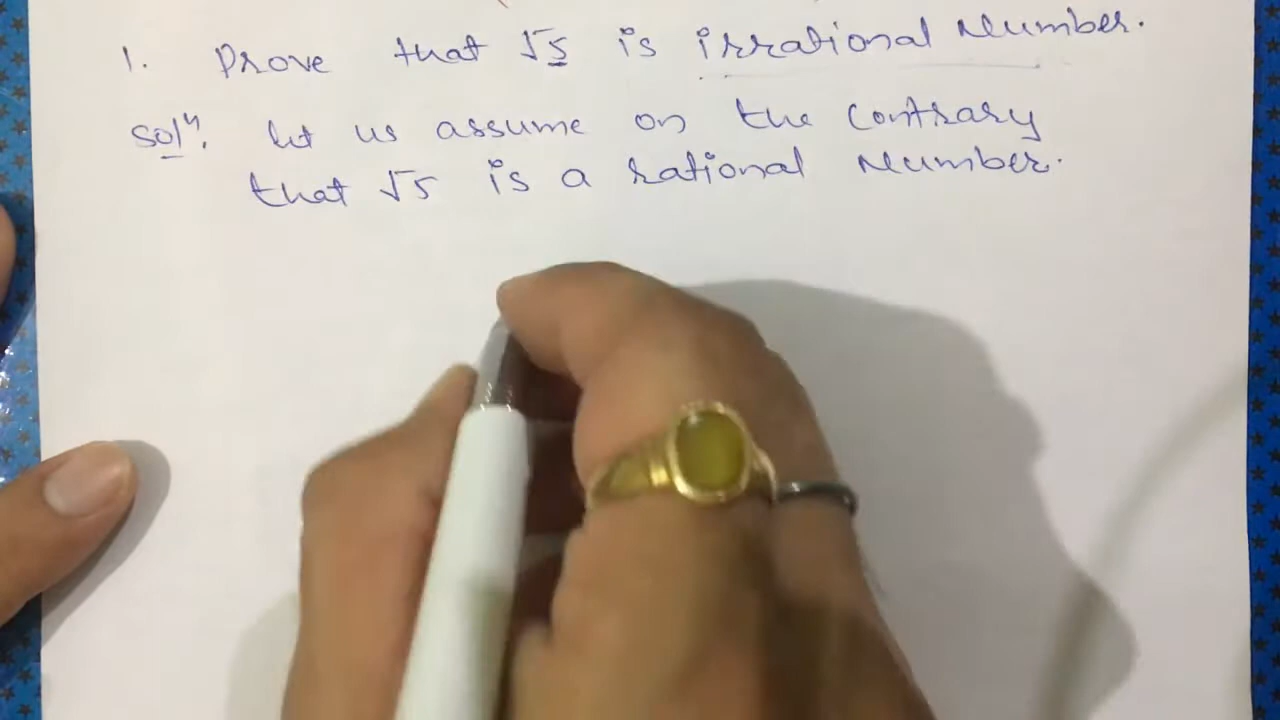 1. Prove that √5 is irrational Number.
Solⁿ. let us assume on the contrary
that √5 is a rational Number.